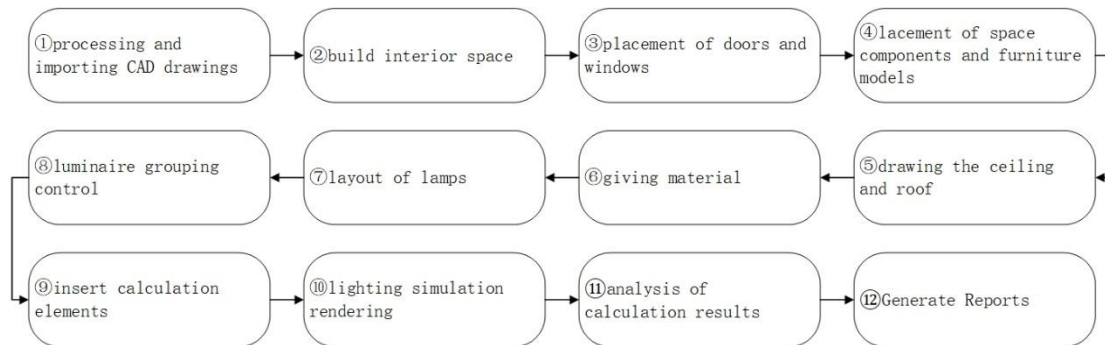 ①processing and
importing CAD drawings
②build interior space
③placement of doors and
windows
④lacement of space
components and furniture
models
⑤drawing the ceiling
and roof
⑥giving material
⑦layout of lamps
⑧luminaire grouping
control
⑨insert calculation
elements
⑩lighting simulation
rendering
⑪analysis of
calculation results
⑫Generate Reports